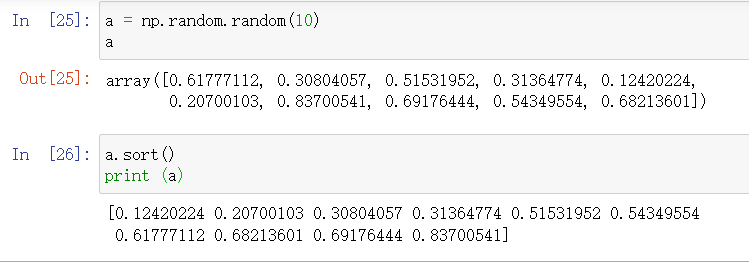 In [25]: a = np.random.random(10)
a
Out[25]: array([0.61777112, 0.30804057, 0.51531952, 0.31364774, 0.12420224,
0.20700103, 0.83700541, 0.69176444, 0.54349554, 0.68213601])
In [26]: a.sort()
print (a)
[0.12420224 0.20700103 0.30804057 0.31364774 0.51531952 0.54349554
0.61777112 0.68213601 0.69176444 0.83700541]